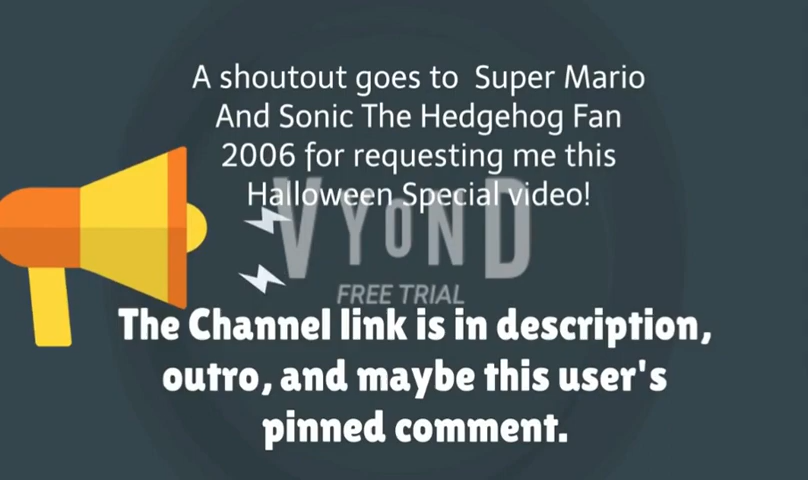 A shoutout goes to  Super Mario
And Sonic The Hedgehog Fan
2006 for requesting me this
Halloween Special video!
VYOND
FREE TRIAL
The Channel link is in description,
outro, and maybe this user's
pinned comment.